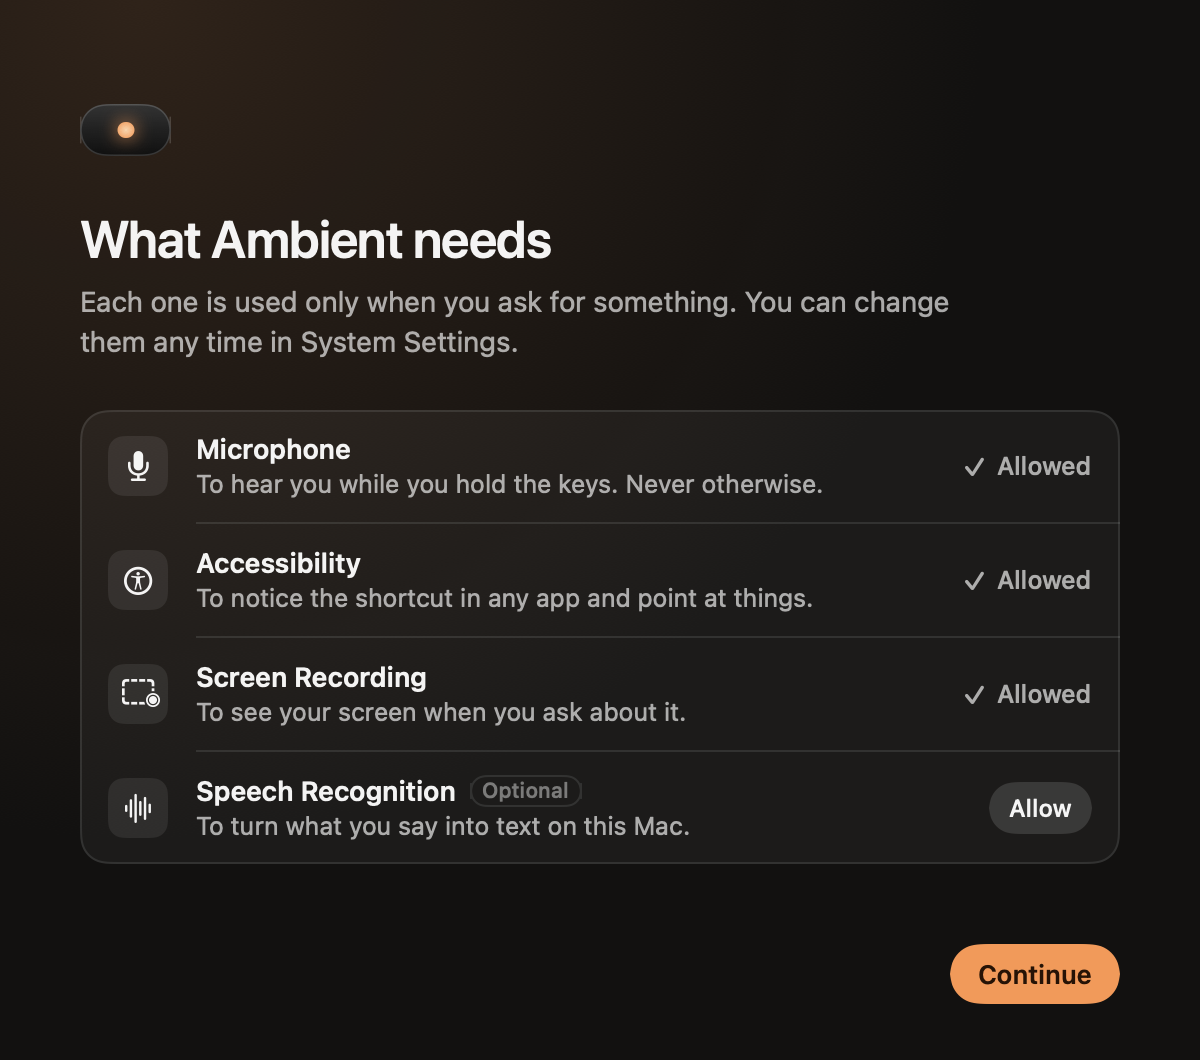 What Ambient needs
Each one is used only when you ask for something. You can change
them any time in System Settings.
Microphone
To hear you while you hold the keys. Never otherwise.
Allowed
Accessibility
To notice the shortcut in any app and point at things.
Allowed
Screen Recording
To see your screen when you ask about it.
Allowed
Speech Recognition Optional
To turn what you say into text on this Mac.
Allow
Continue